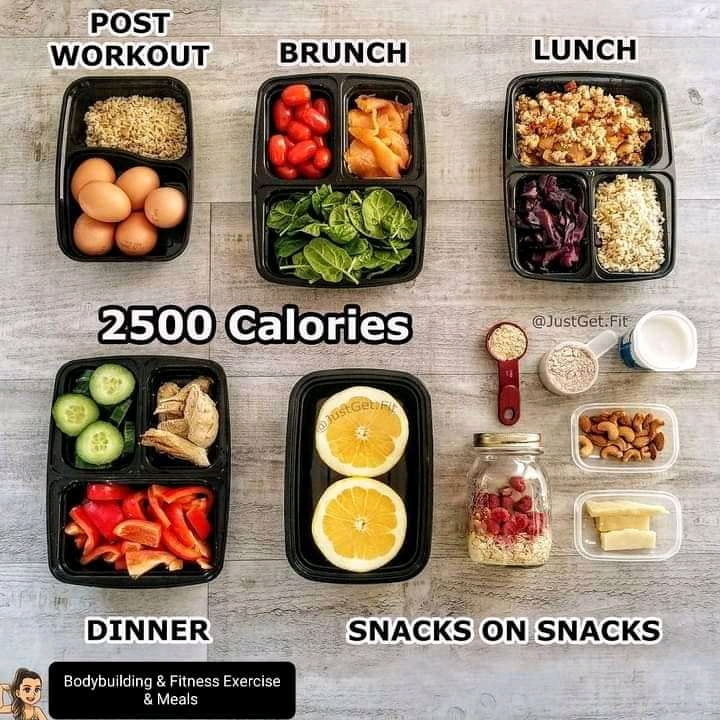 POST
WORKOUT
BRUNCH
LUNCH
2500 Calories
@JustGet.Fit
@JustGet.Fit
DINNER
SNACKS ON SNACKS
Bodybuilding & Fitness Exercise
& Meals